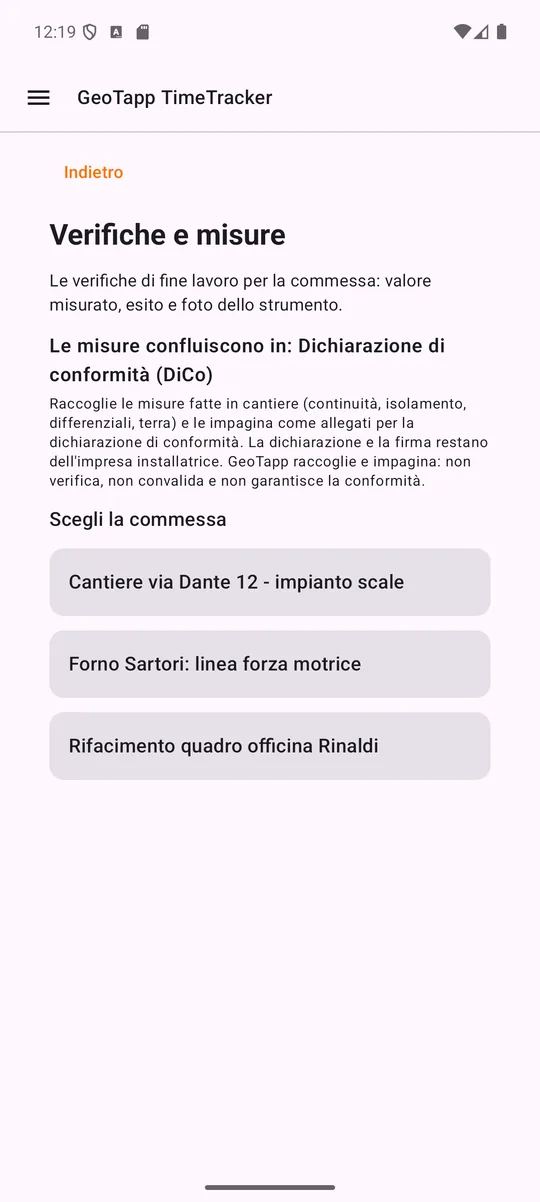 12:19
GeoTapp TimeTracker
Indietro
Verifiche e misure
Le verifiche di fine lavoro per la commessa: valore
misurato, esito e foto dello strumento.
Le misure confluiscono in: Dichiarazione di
conformità (DiCo)
Raccoglie le misure fatte in cantiere (continuità, isolamento,
differenziali, terra) e le impagina come allegati per la
dichiarazione di conformità. La dichiarazione e la firma restano
dell'impresa installatrice. GeoTapp raccoglie e impagina: non
verifica, non convalida e non garantisce la conformità.
Scegli la commessa
Cantiere via Dante 12 - impianto scale
Forno Sartori: linea forza motrice
Rifacimento quadro officina Rinaldi